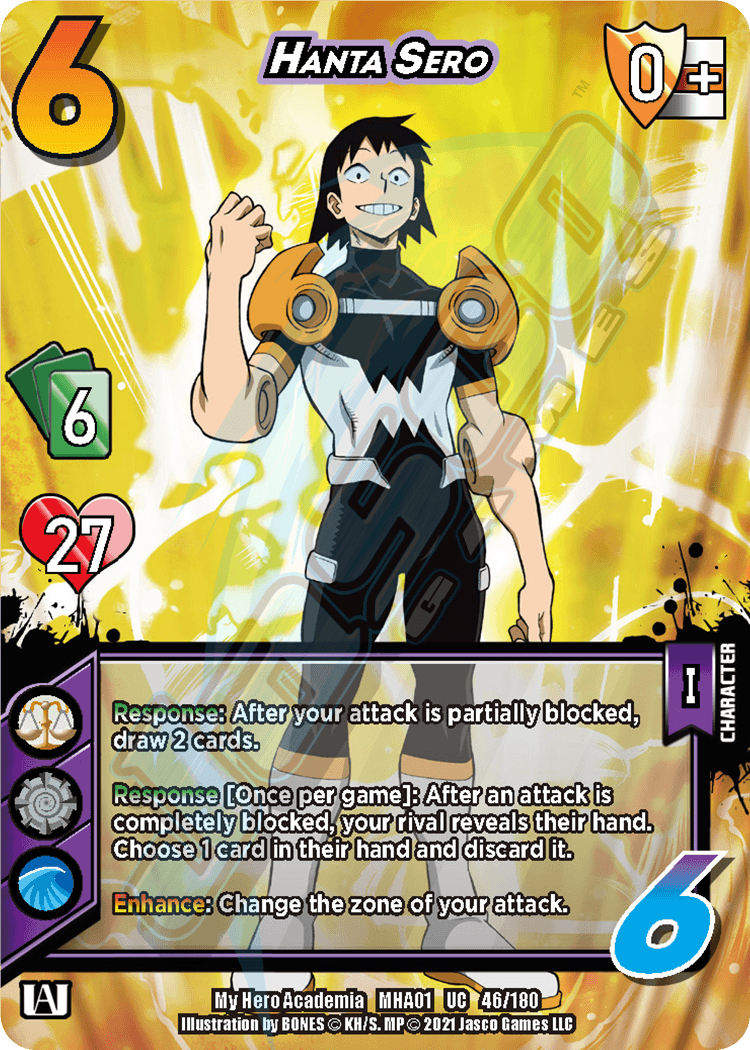 6
HANTA SERO
0 +
TM
6
27
I
CHARACTER
Response: After your attack is partially blocked,
draw 2 cards.
Response [Once per game]: After an attack is
completely blocked, your rival reveals their hand.
Choose 1 card in their hand and discard it.
Enhance: Change the zone of your attack.
6
UA
My Hero Academia MHA01 UC 46/180
Illustration by BONES © KH/S. MP © 2021 Jasco Games LLC